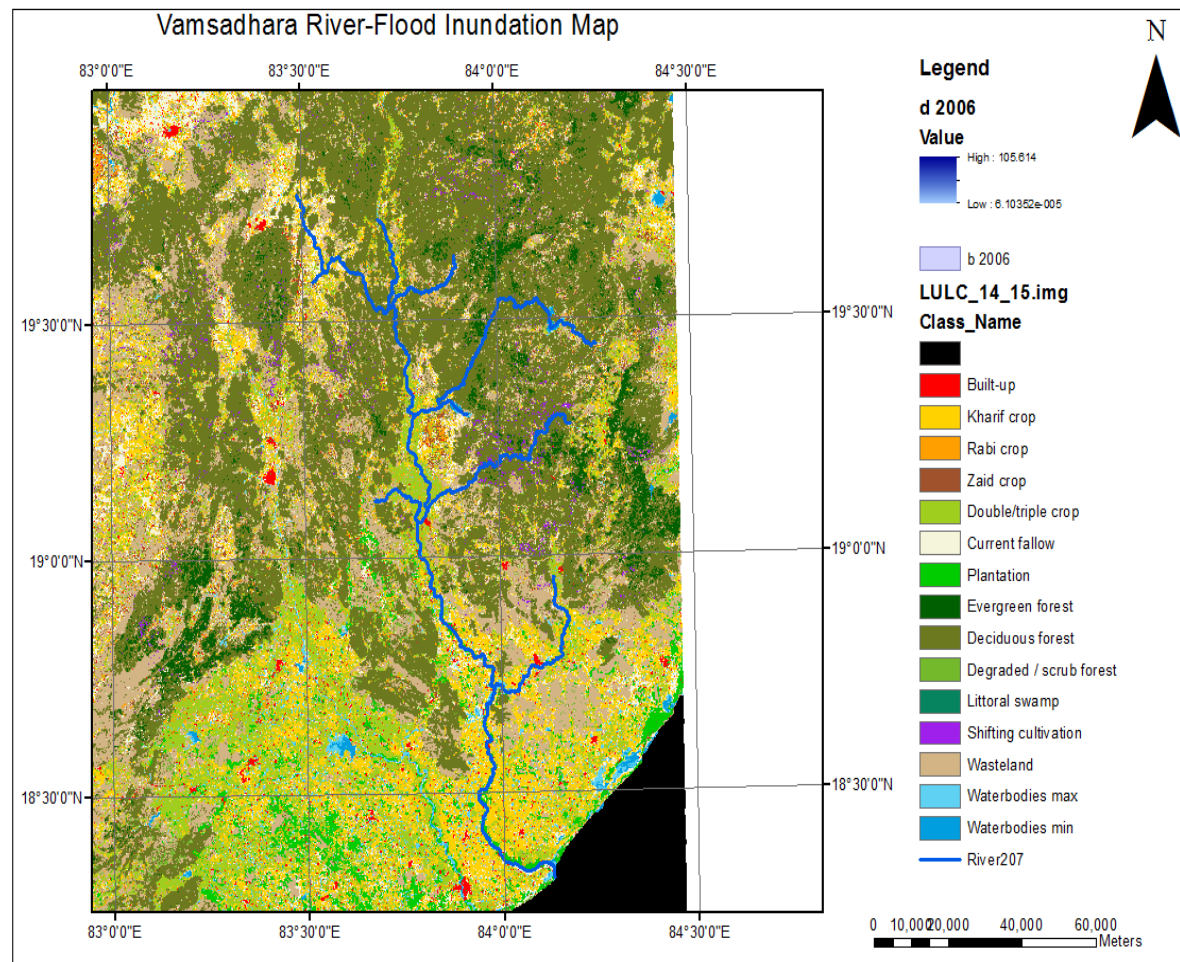 Vamsadhara River-Flood Inundation Map
N
83°0'0"E 83°30'0"E 84°0'0"E 84°30'0"E
19°30'0"N 19°30'0"N
19°0'0"N 19°0'0"N
18°30'0"N 18°30'0"N
83°0'0"E 83°30'0"E 84°0'0"E 84°30'0"E
Legend
d 2006
Value
High : 105.614
Low : 6.10352e-005
b 2006
LULC_14_15.img
Class_Name
Built-up
Kharif crop
Rabi crop
Zaid crop
Double/triple crop
Current fallow
Plantation
Evergreen forest
Deciduous forest
Degraded / scrub forest
Littoral swamp
Shifting cultivation
Wasteland
Waterbodies max
Waterbodies min
River207
0 10,000 20,000 40,000 60,000
Meters